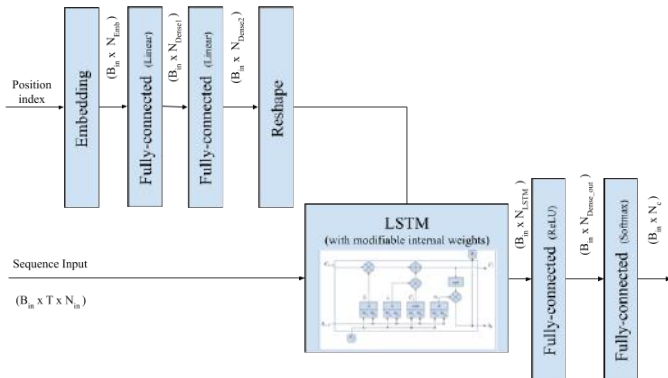 Position
index
Embedding
(B_in x N_Emb)
Fully-connected (Linear)
(B_in x N_Dense1)
Fully-connected (Linear)
(B_in x N_Dense2)
Reshape
Sequence Input
(B_in x T x N_in)
LSTM
(with modifiable internal weights)
(B_in x N_LSTM)
Fully-connected (ReLU)
(B_in x N_Dense_out)
Fully-connected (Softmax)
(B_in x N_c)